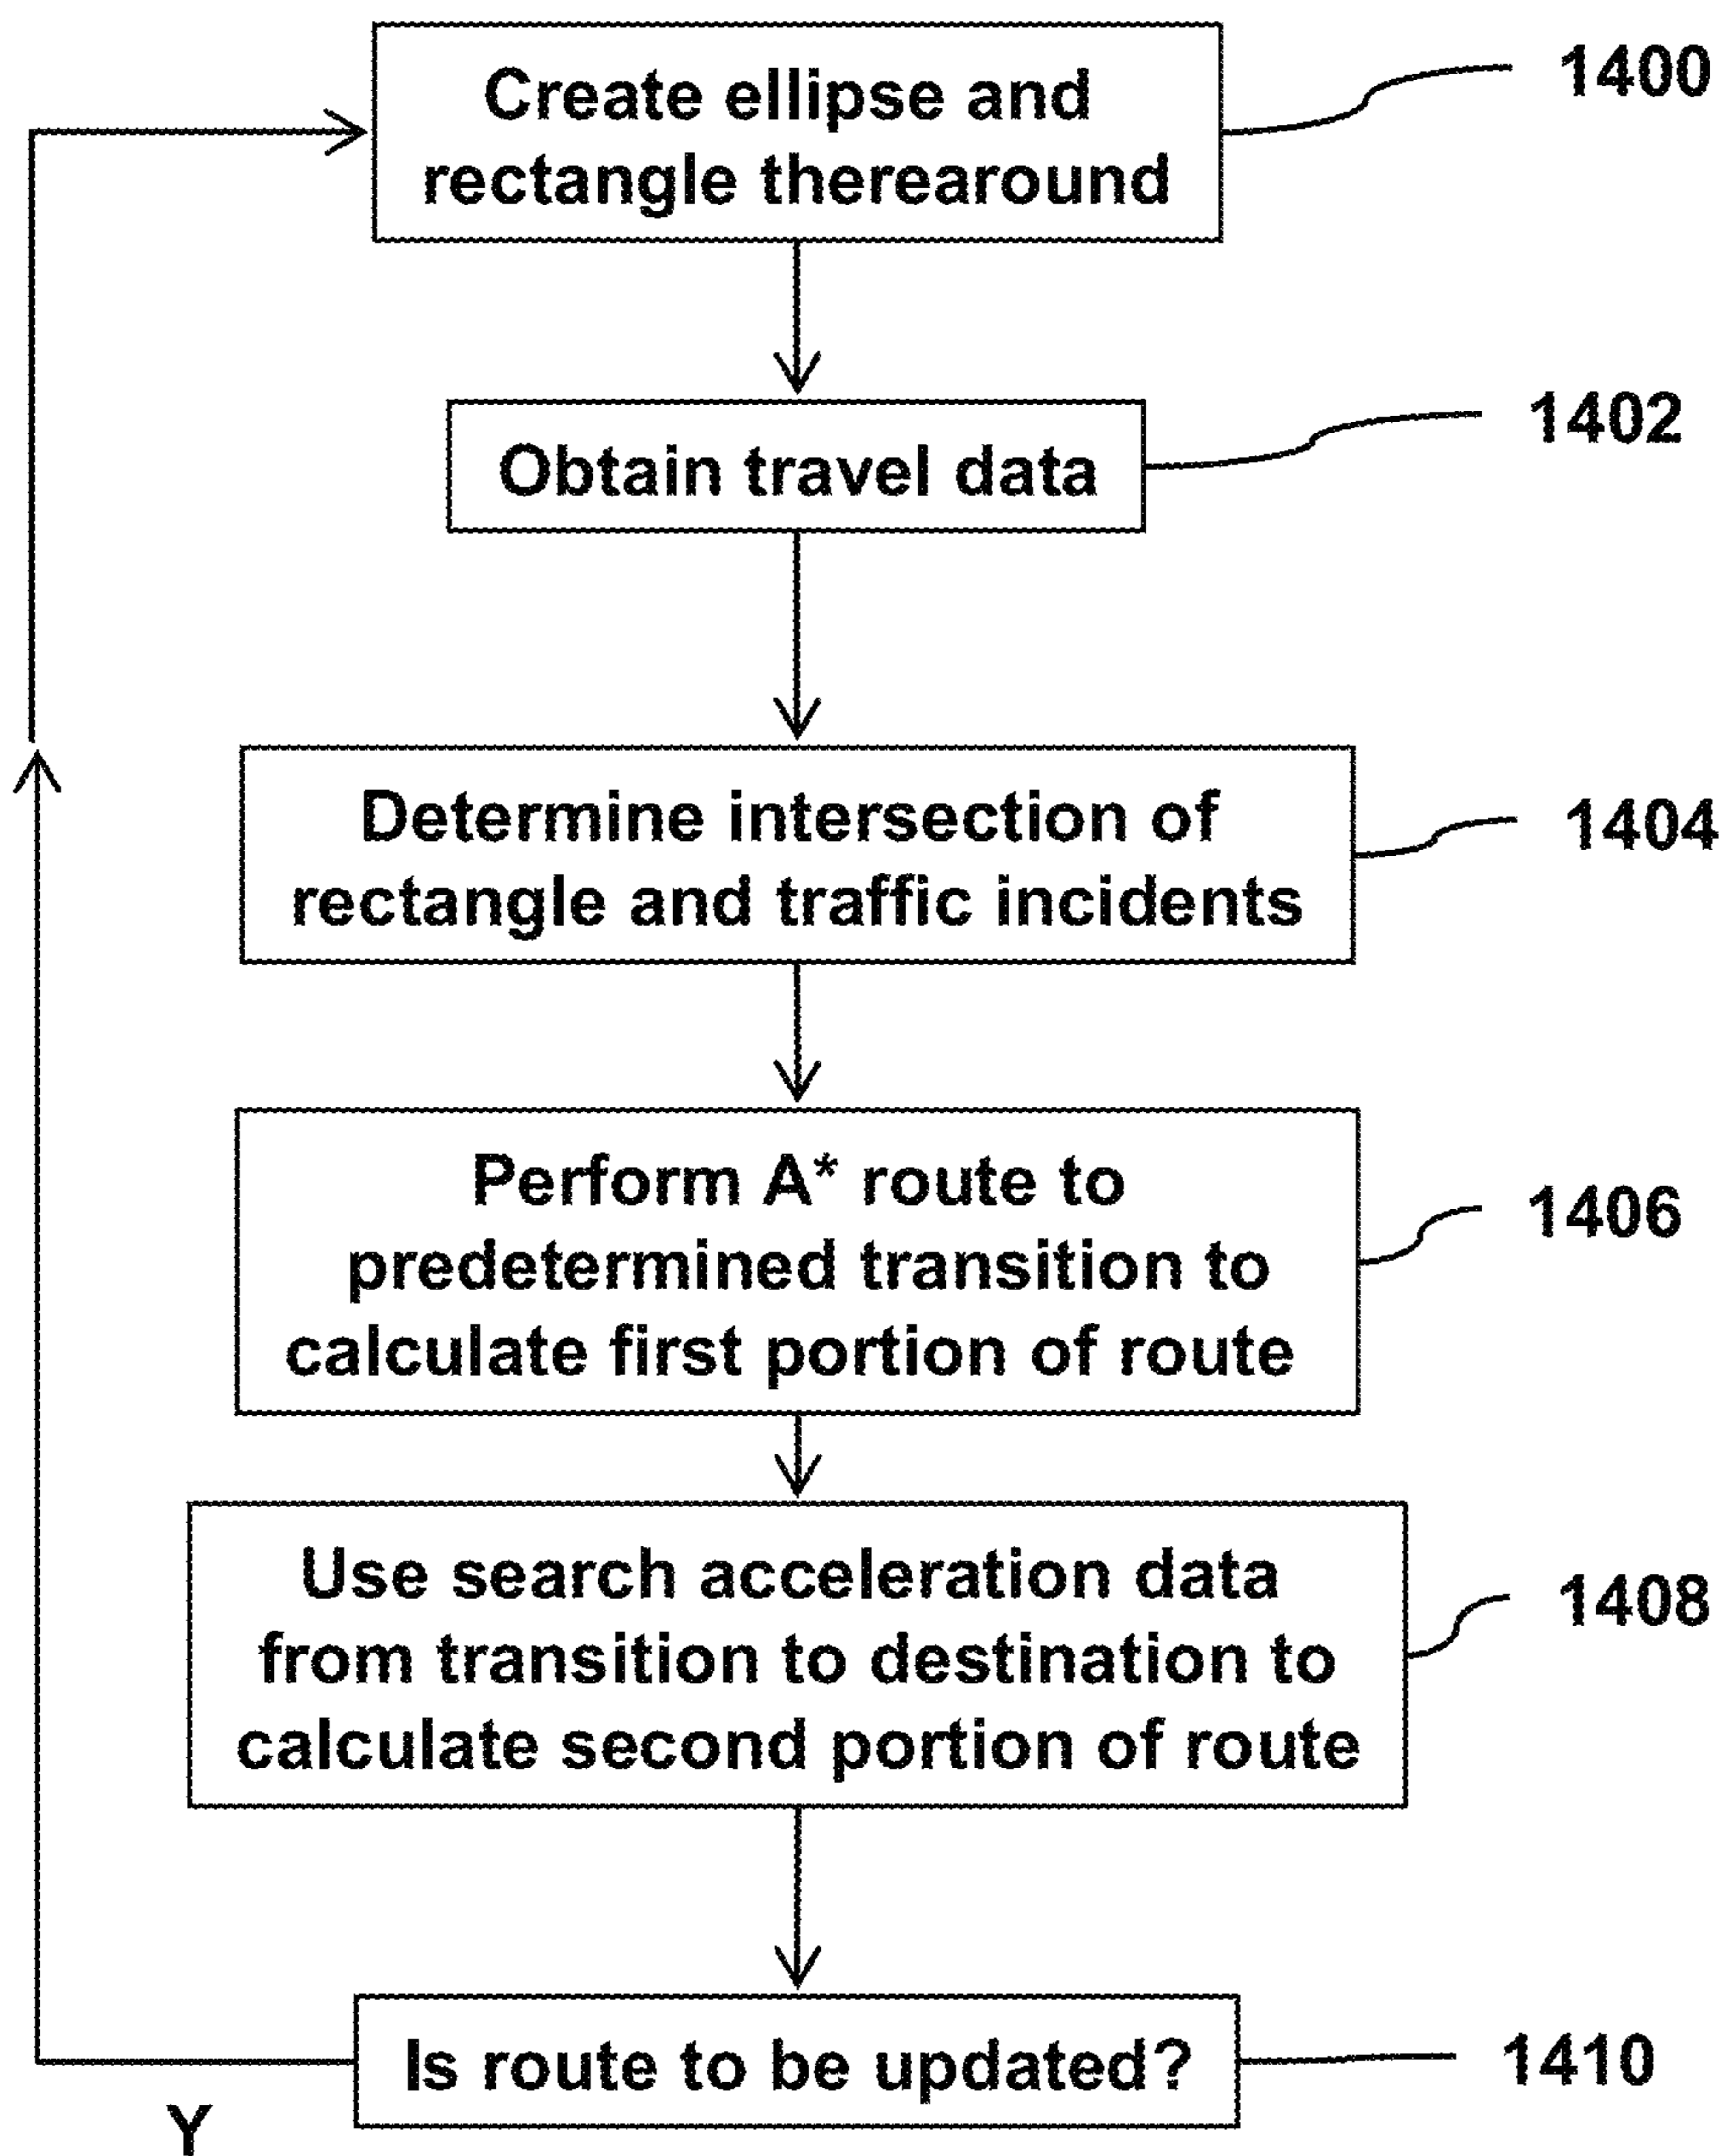 Create ellipse and
rectangle therearound
1400
Obtain travel data
1402
Determine intersection of
rectangle and traffic incidents
1404
Perform A* route to
predetermined transition to
calculate first portion of route
1406
Use search acceleration data
from transition to destination to
calculate second portion of route
1408
Is route to be updated?
1410
Y